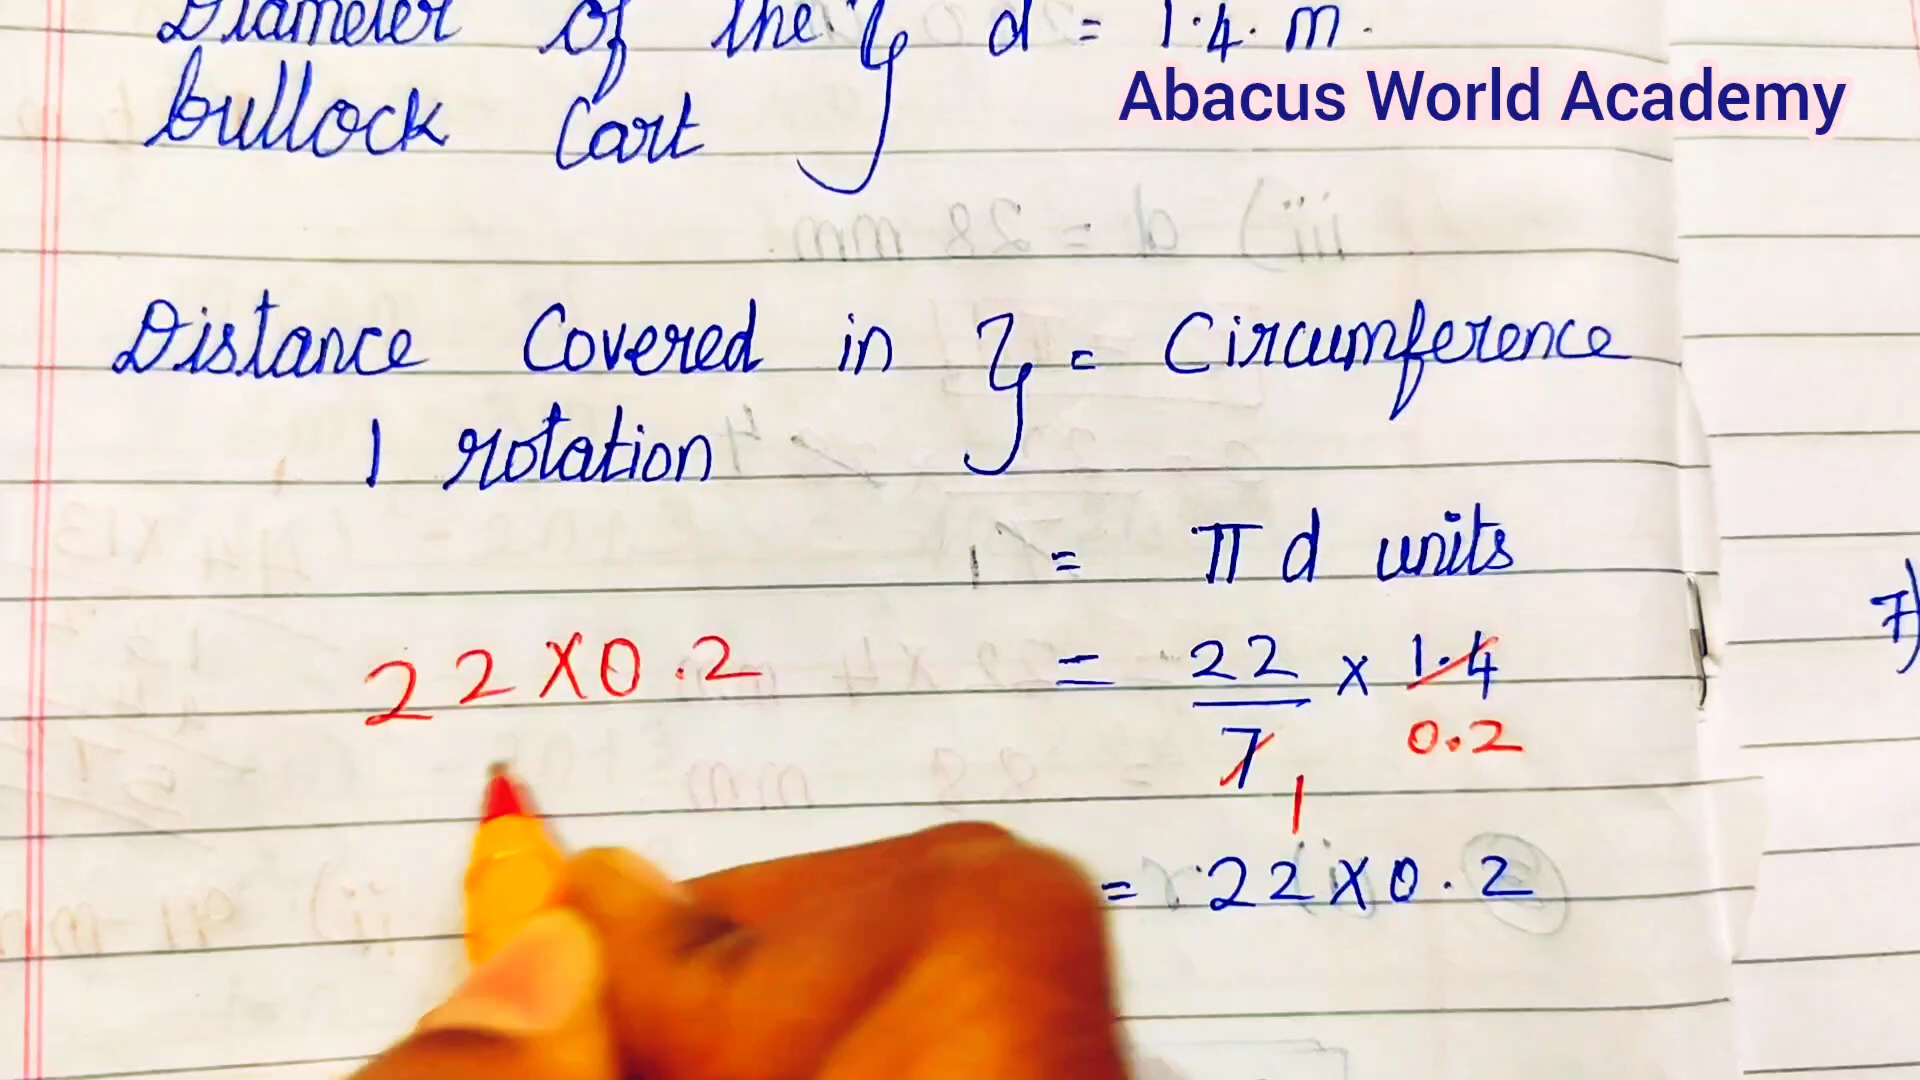 Diameter of the } d = 1.4. m.
Abacus World Academy
bullock Cart
Distance Covered in } = Circumference
1 rotation
= π d units
22 X 0.2
= 22/7 x 1.4
0.2
1
= 22 X 0.2
7)